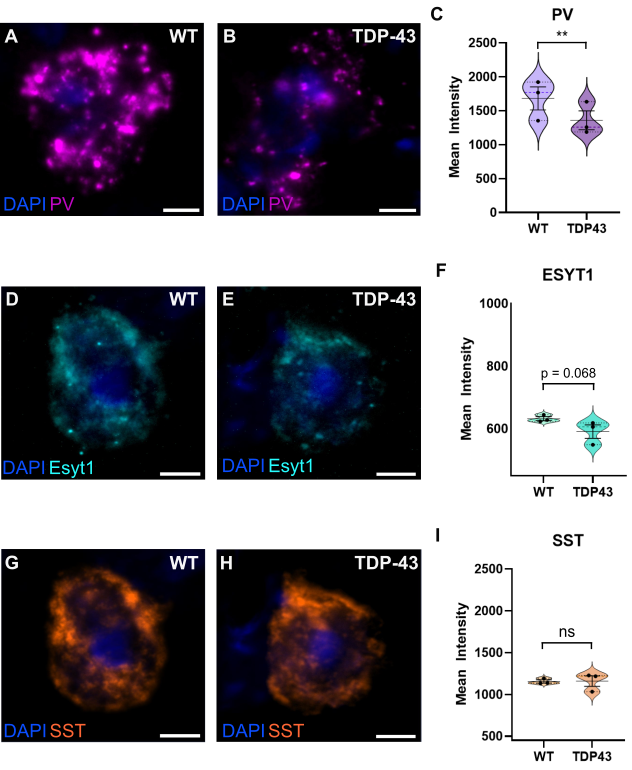 A WT
DAPI PV
B TDP-43
DAPI PV
C
PV
**
Mean Intensity
2500
2000
1500
1000
500
0
WT TDP43
D WT
DAPI Esyt1
E TDP-43
DAPI Esyt1
F
ESYT1
p = 0.068
Mean Intensity
1000
800
600
WT TDP43
G WT
DAPI SST
H TDP-43
DAPI SST
I
SST
ns
Mean Intensity
2500
2000
1500
1000
500
WT TDP43